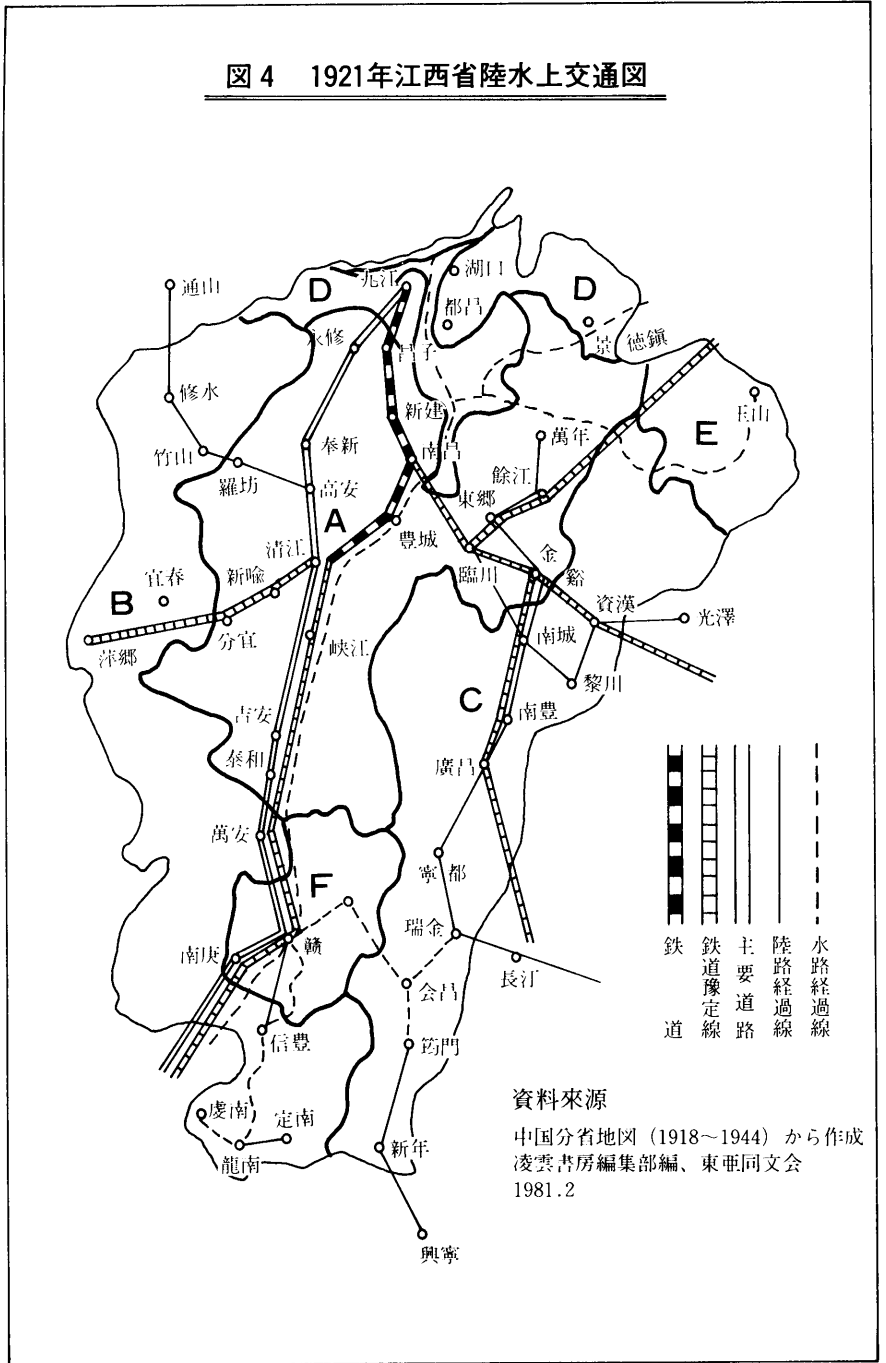 図4 1921年江西省陸水上交通図
通山
D
九江
湖口
都昌
D
景徳鎮
永修
昌子
修水
新建
玉山
E
竹山
奉新
南昌
萬年
羅坊
高安
餘江
東郷
A
豊城
清江
臨川
金谿
宜春
新喩
B
資漢
光澤
萍郷
分宜
峡江
南城
黎川
C
吉安
南豊
泰和
廣昌
萬安
寧都
F
贛
瑞金
南庚
長汀
会昌
信豊
筠門
虔南
定南
龍南
新年
興寧
鉄道
鉄道豫定線
主要道路
陸路経過線
水路経過線
資料來源
中国分省地図(1918~1944)から作成
凌雲書房編集部編、東亜同文会
1981.2